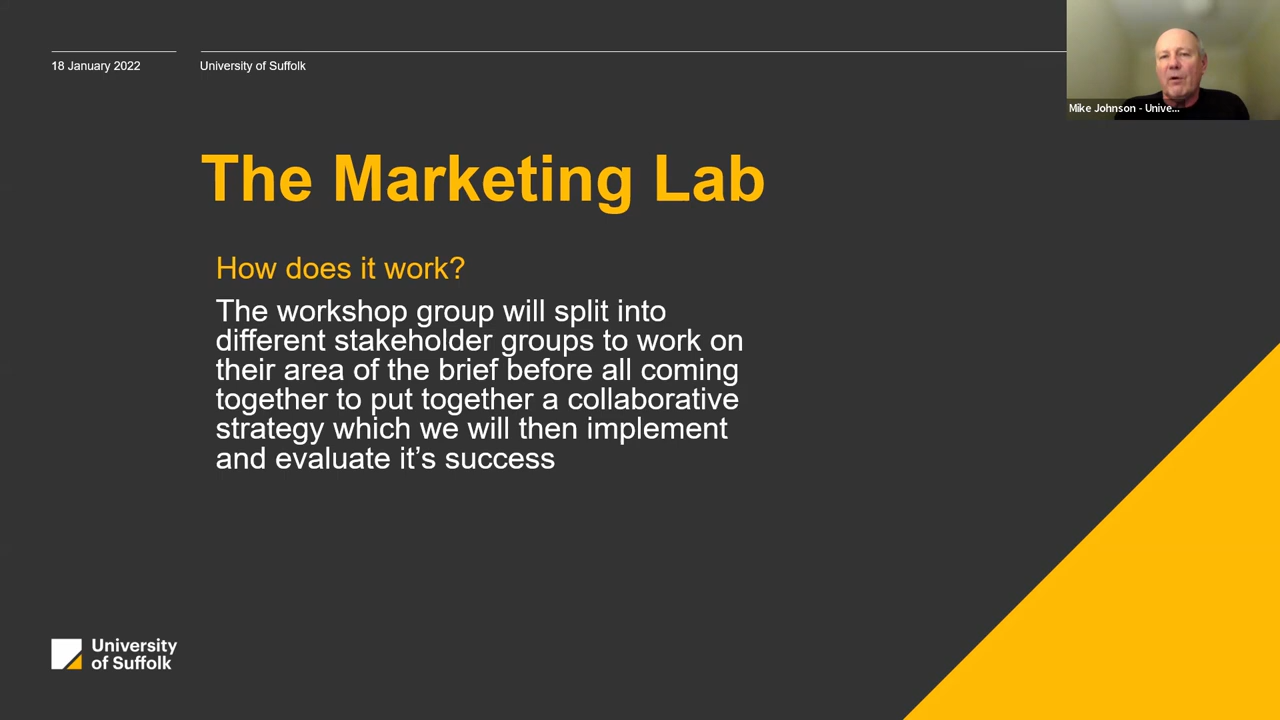 18 January 2022
University of Suffolk
Mike Johnson - Unive...
The Marketing Lab
How does it work?
The workshop group will split into
different stakeholder groups to work on
their area of the brief before all coming
together to put together a collaborative
strategy which we will then implement
and evaluate it’s success
University
of Suffolk